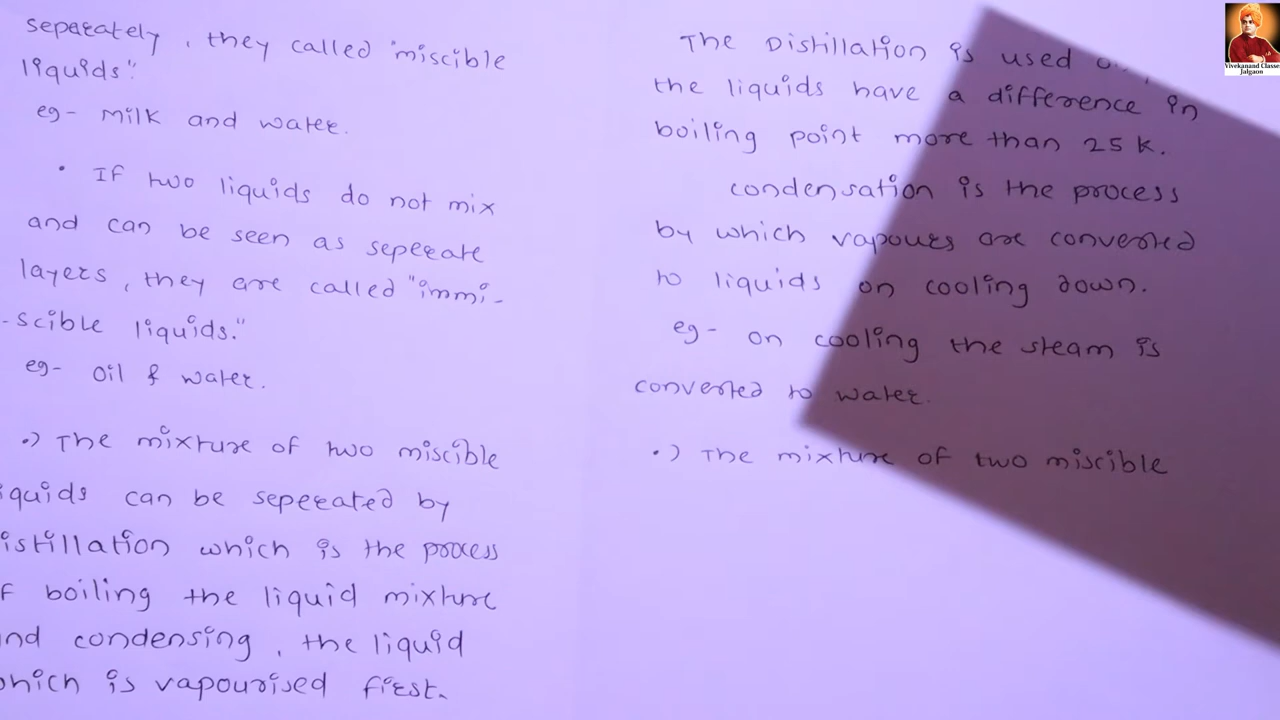 seperately, they called "miscible
liquids".
eg- Milk and water.
• If two liquids do not mix
and can be seen as seperate
layers, they are called "immi-
-scible liquids."
eg- oil & water.
•) The mixture of two miscible
iquids can be seperated by
istillation which is the process
f boiling the liquid mixture
nd condensing, the liquid
which is vapourised first.
The Distillation is used
the liquids have a difference in
boiling point more than 25 K.
condensation is the process
by which vapours are converted
to liquids on cooling down.
eg- on cooling the steam is
converted to water.
•) The mixture of two miscible
Vivekanand Classes
Jalgaon